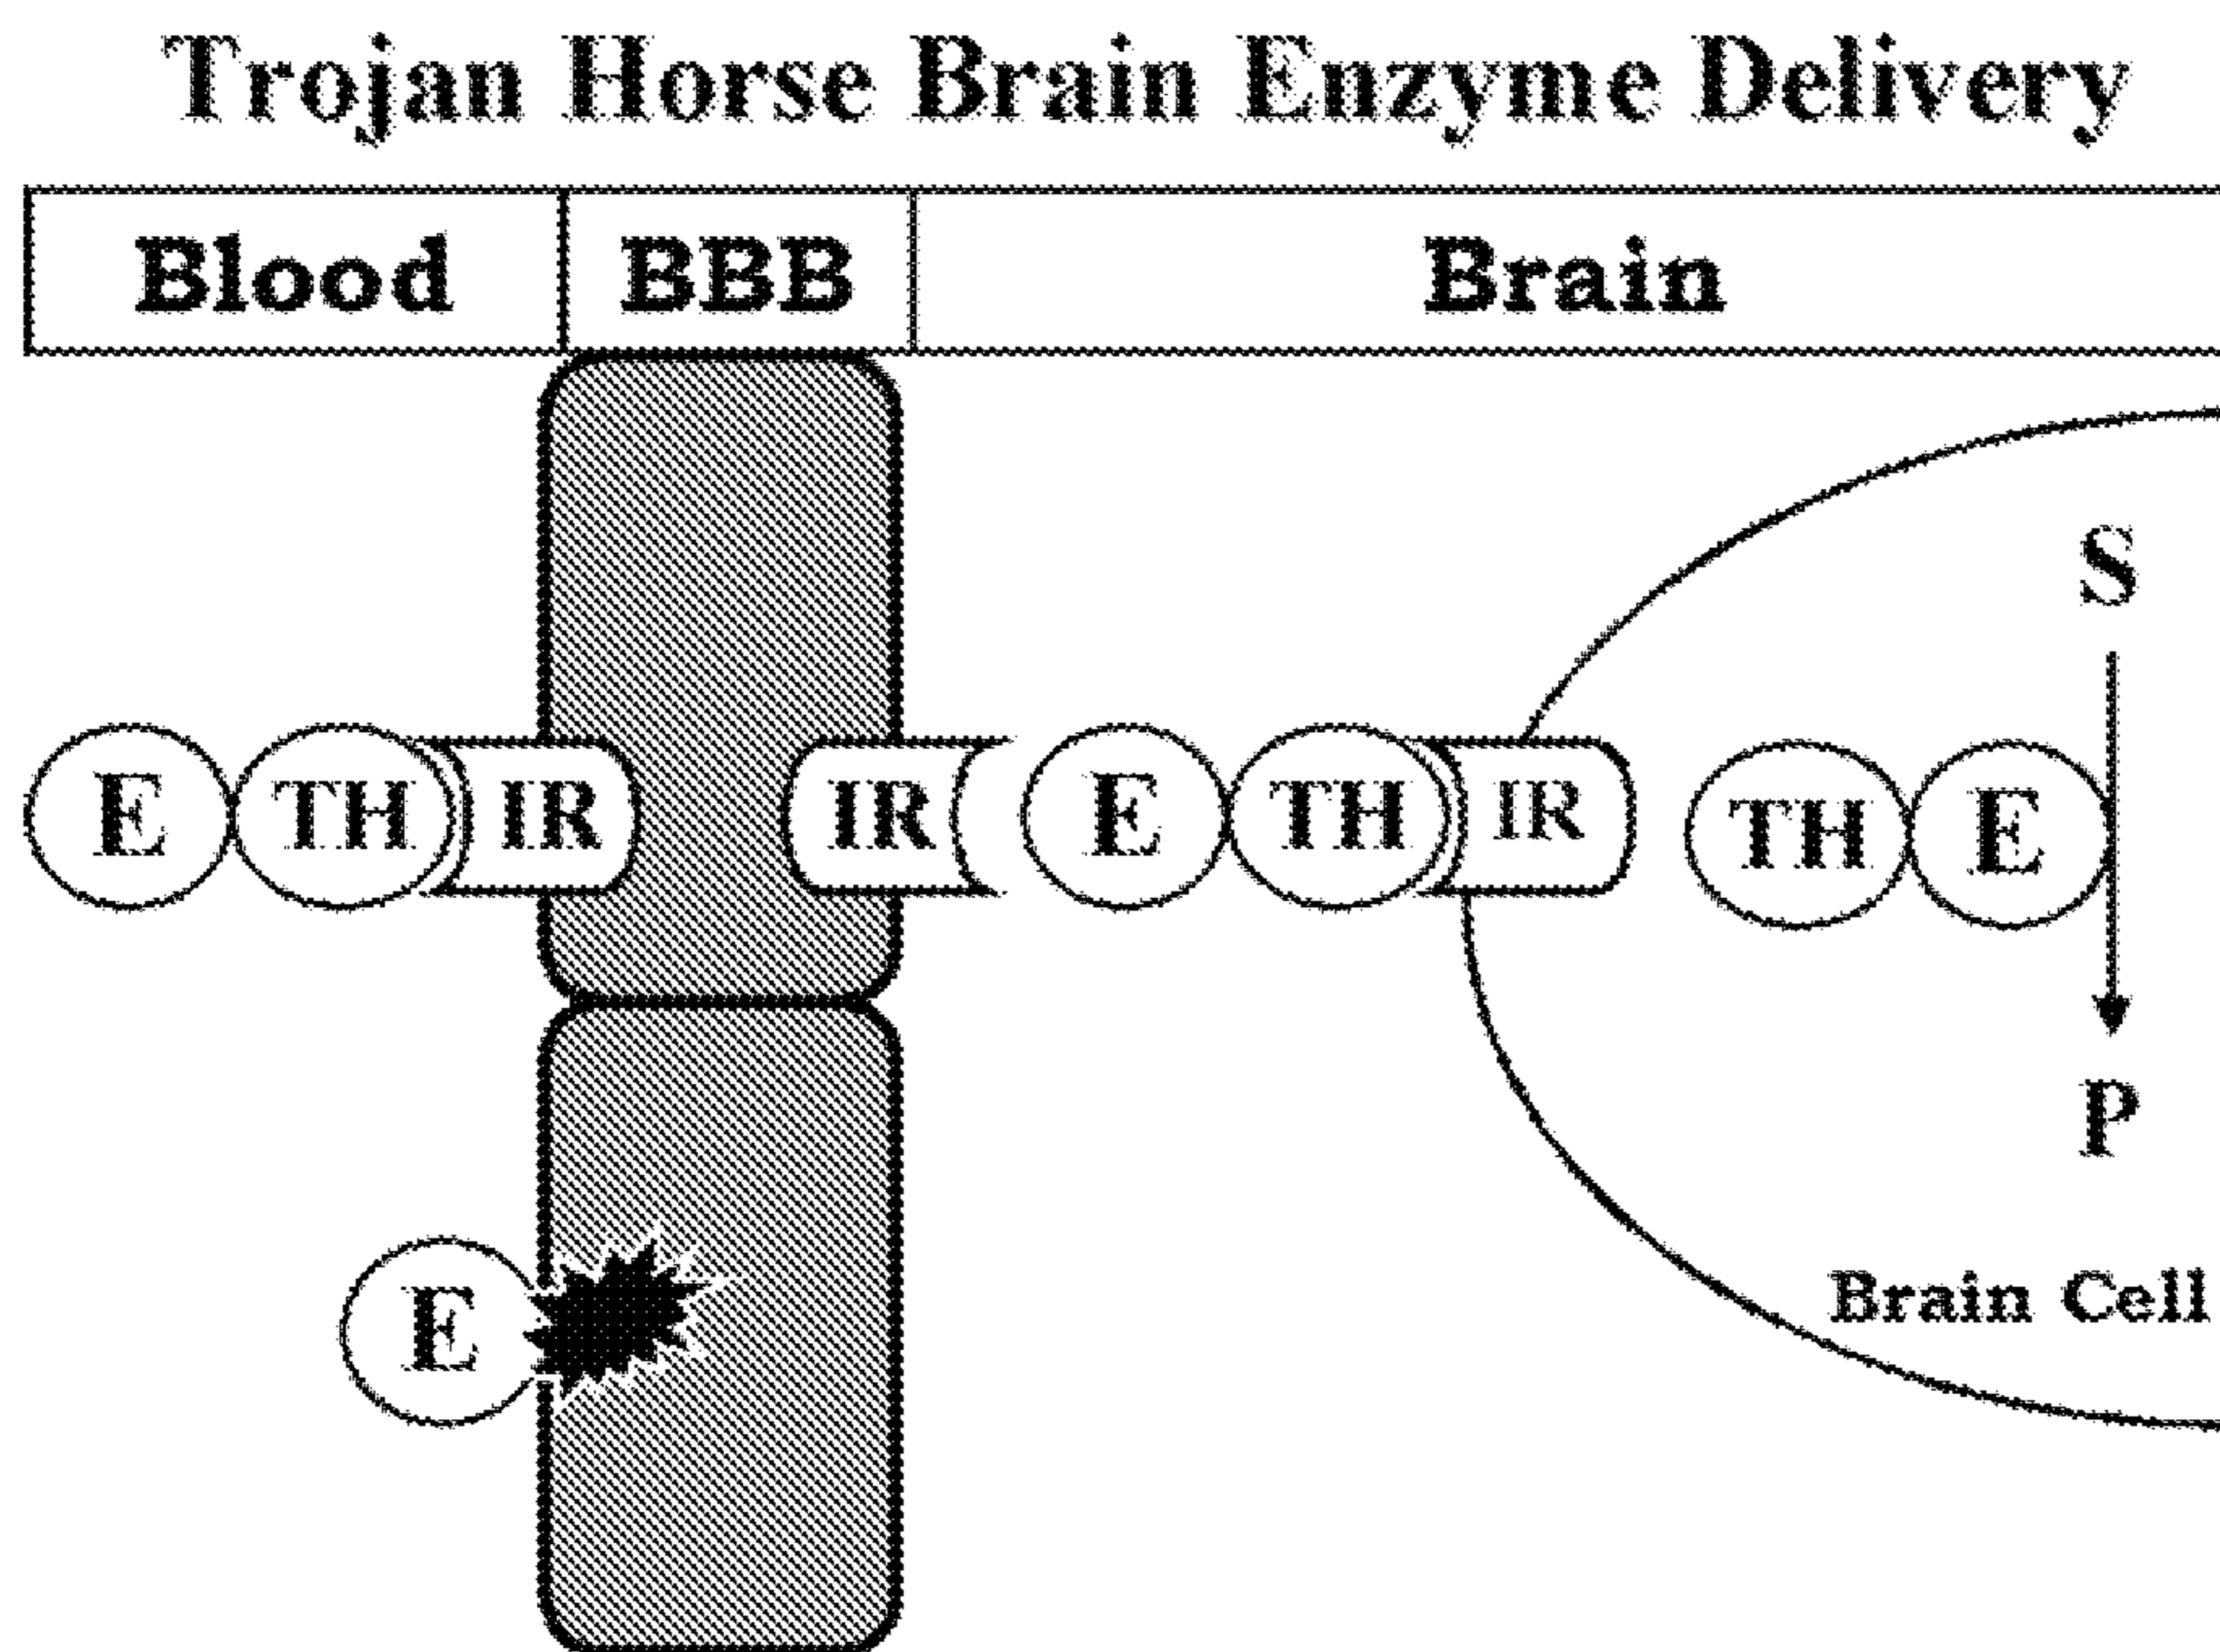 Trojan Horse Brain Enzyme Delivery
Blood BBB Brain
S
E TH IR IR E TH IR TH E
P
E
Brain Cell